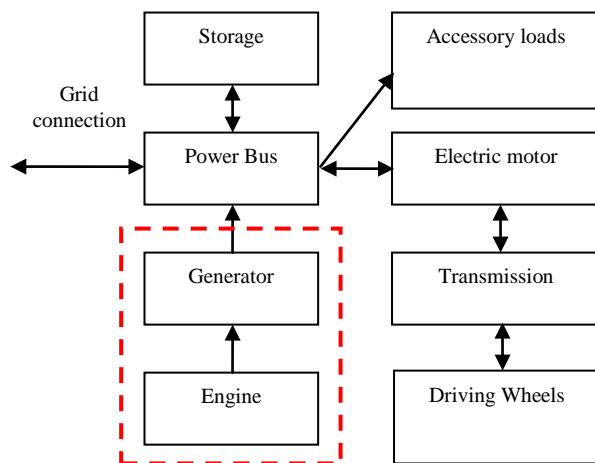 Storage
Accessory loads
Grid
connection
Power Bus
Electric motor
Generator
Transmission
Engine
Driving Wheels